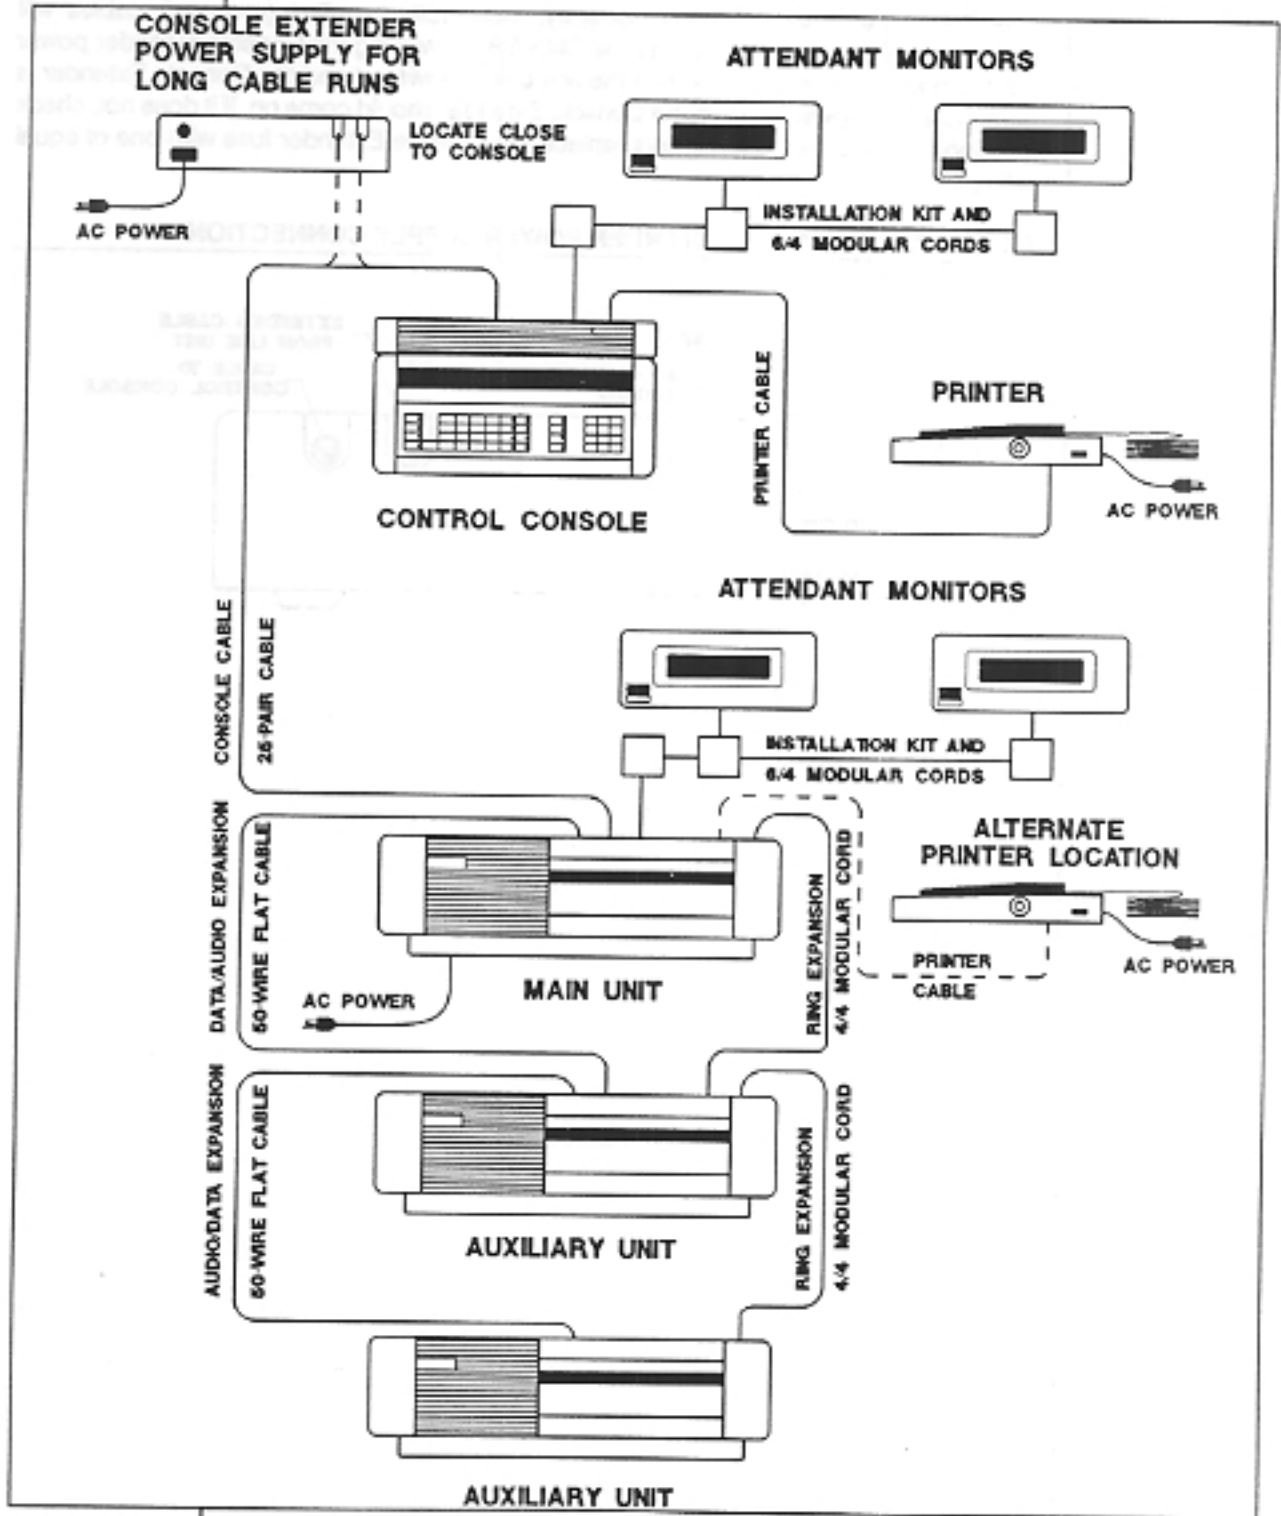 CONSOLE EXTENDER
POWER SUPPLY FOR
LONG CABLE RUNS
LOCATE CLOSE
TO CONSOLE
AC POWER
ATTENDANT MONITORS
INSTALLATION KIT AND
6/4 MODULAR CORDS
PRINTER CABLE
PRINTER
AC POWER
CONTROL CONSOLE
ATTENDANT MONITORS
CONSOLE CABLE
25-PAIR CABLE
INSTALLATION KIT AND
6/4 MODULAR CORDS
DATA/AUDIO EXPANSION
50-WIRE FLAT CABLE
AC POWER
MAIN UNIT
RING EXPANSION
4/4 MODULAR CORD
ALTERNATE
PRINTER LOCATION
PRINTER
CABLE
AC POWER
AUDIO/DATA EXPANSION
50-WIRE FLAT CABLE
AUXILIARY UNIT
RING EXPANSION
4/4 MODULAR CORD
AUXILIARY UNIT